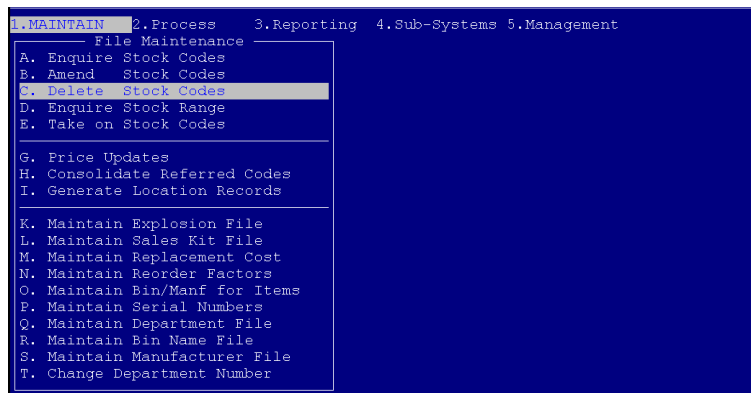 1.MAINTAIN 2.Process 3.Reporting 4.Sub-Systems 5.Management
File Maintenance
A. Enquire Stock Codes
B. Amend Stock Codes
C. Delete Stock Codes
D. Enquire Stock Range
E. Take on Stock Codes
G. Price Updates
H. Consolidate Referred Codes
I. Generate Location Records
K. Maintain Explosion File
L. Maintain Sales Kit File
M. Maintain Replacement Cost
N. Maintain Reorder Factors
O. Maintain Bin/Manf for Items
P. Maintain Serial Numbers
Q. Maintain Department File
R. Maintain Bin Name File
S. Maintain Manufacturer File
T. Change Department Number